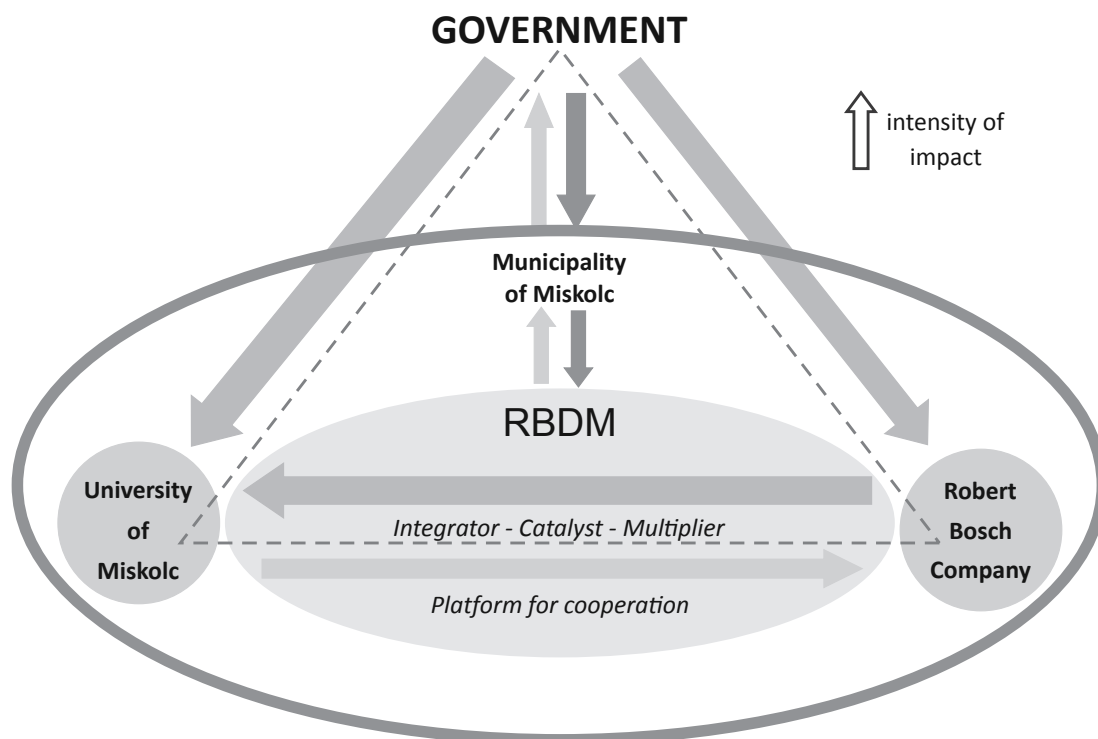 GOVERNMENT
intensity of
impact
Municipality
of Miskolc
RBDM
University
of
Miskolc
Integrator - Catalyst - Multiplier
Platform for cooperation
Robert
Bosch
Company